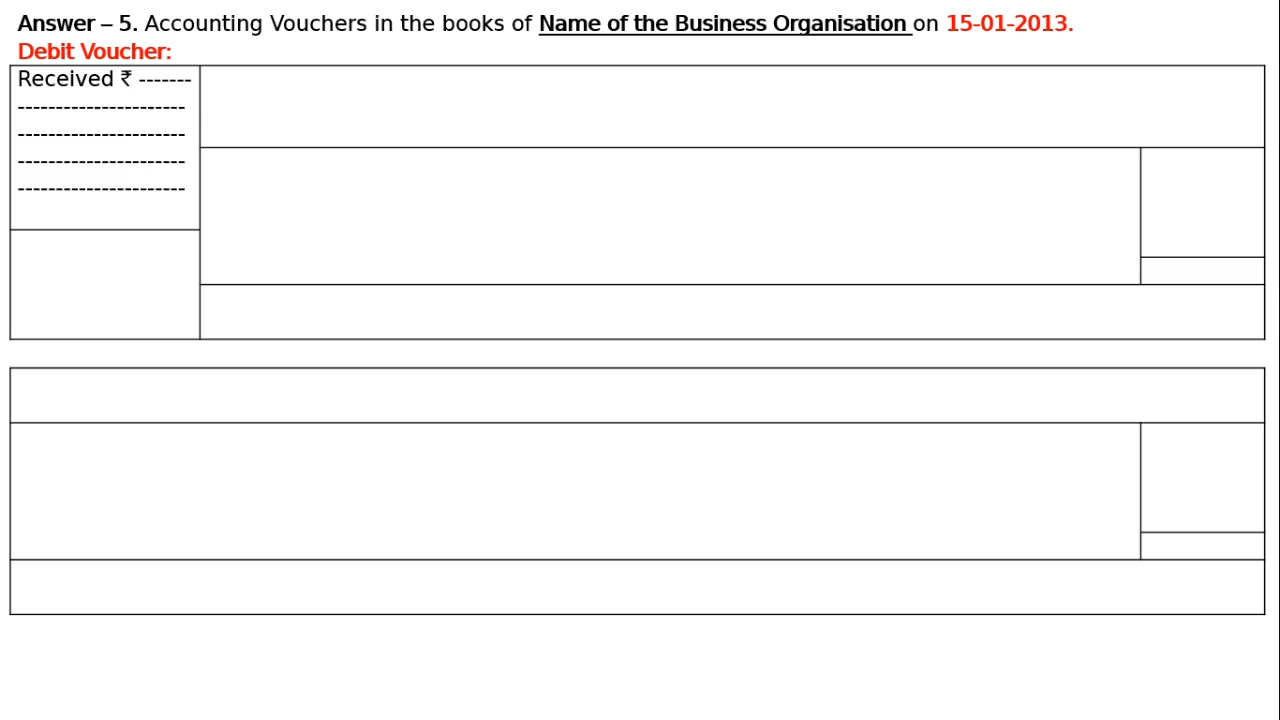 Answer – 5. Accounting Vouchers in the books of Name of the Business Organisation on 15-01-2013.
Debit Voucher:
Received ₹ -------
----------------------
----------------------
----------------------
----------------------